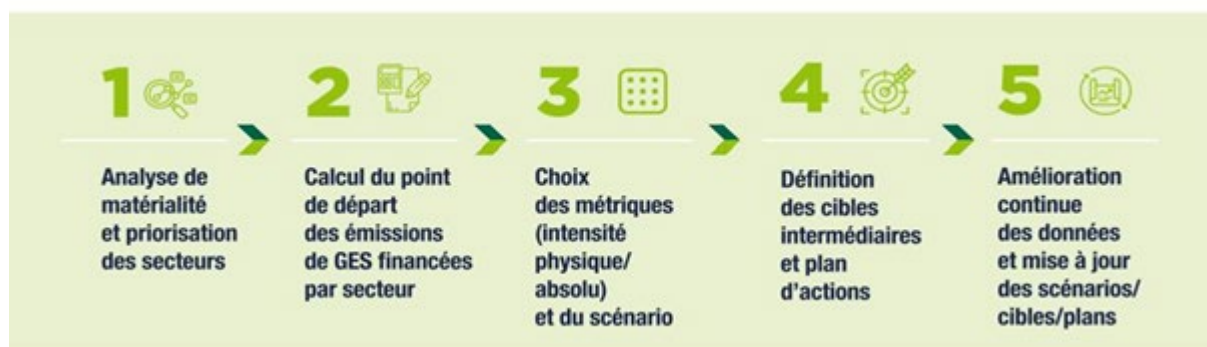 1
Analyse de
matérialité
et priorisation
des secteurs
2
Calcul du point
de départ
des émissions
de GES financées
par secteur
3
Choix
des métriques
(intensité
physique/
absolu)
et du scénario
4
Définition
des cibles
intermédiaires
et plan
d'actions
5
Amélioration
continue
des données
et mise à jour
des scénarios/
cibles/plans